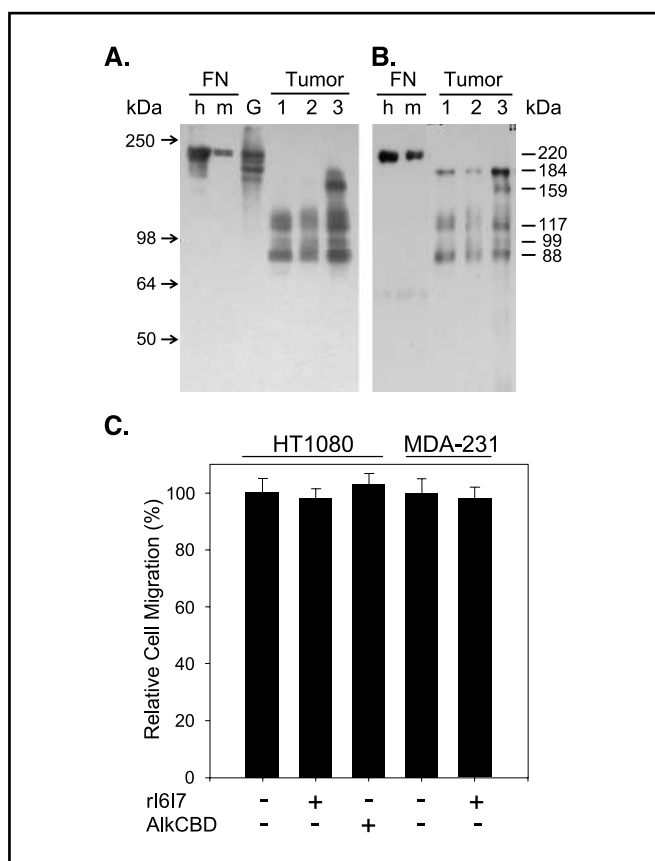 A.
FN Tumor
kDa h m G 1 2 3
250
98
64
50
B.
FN Tumor
h m 1 2 3 kDa
220
184
159
117
99
88
C.
HT1080 MDA-231
Relative Cell Migration (%)
100
80
60
40
20
0
rI6I7 - + - - +
AlkCBD - - + - -